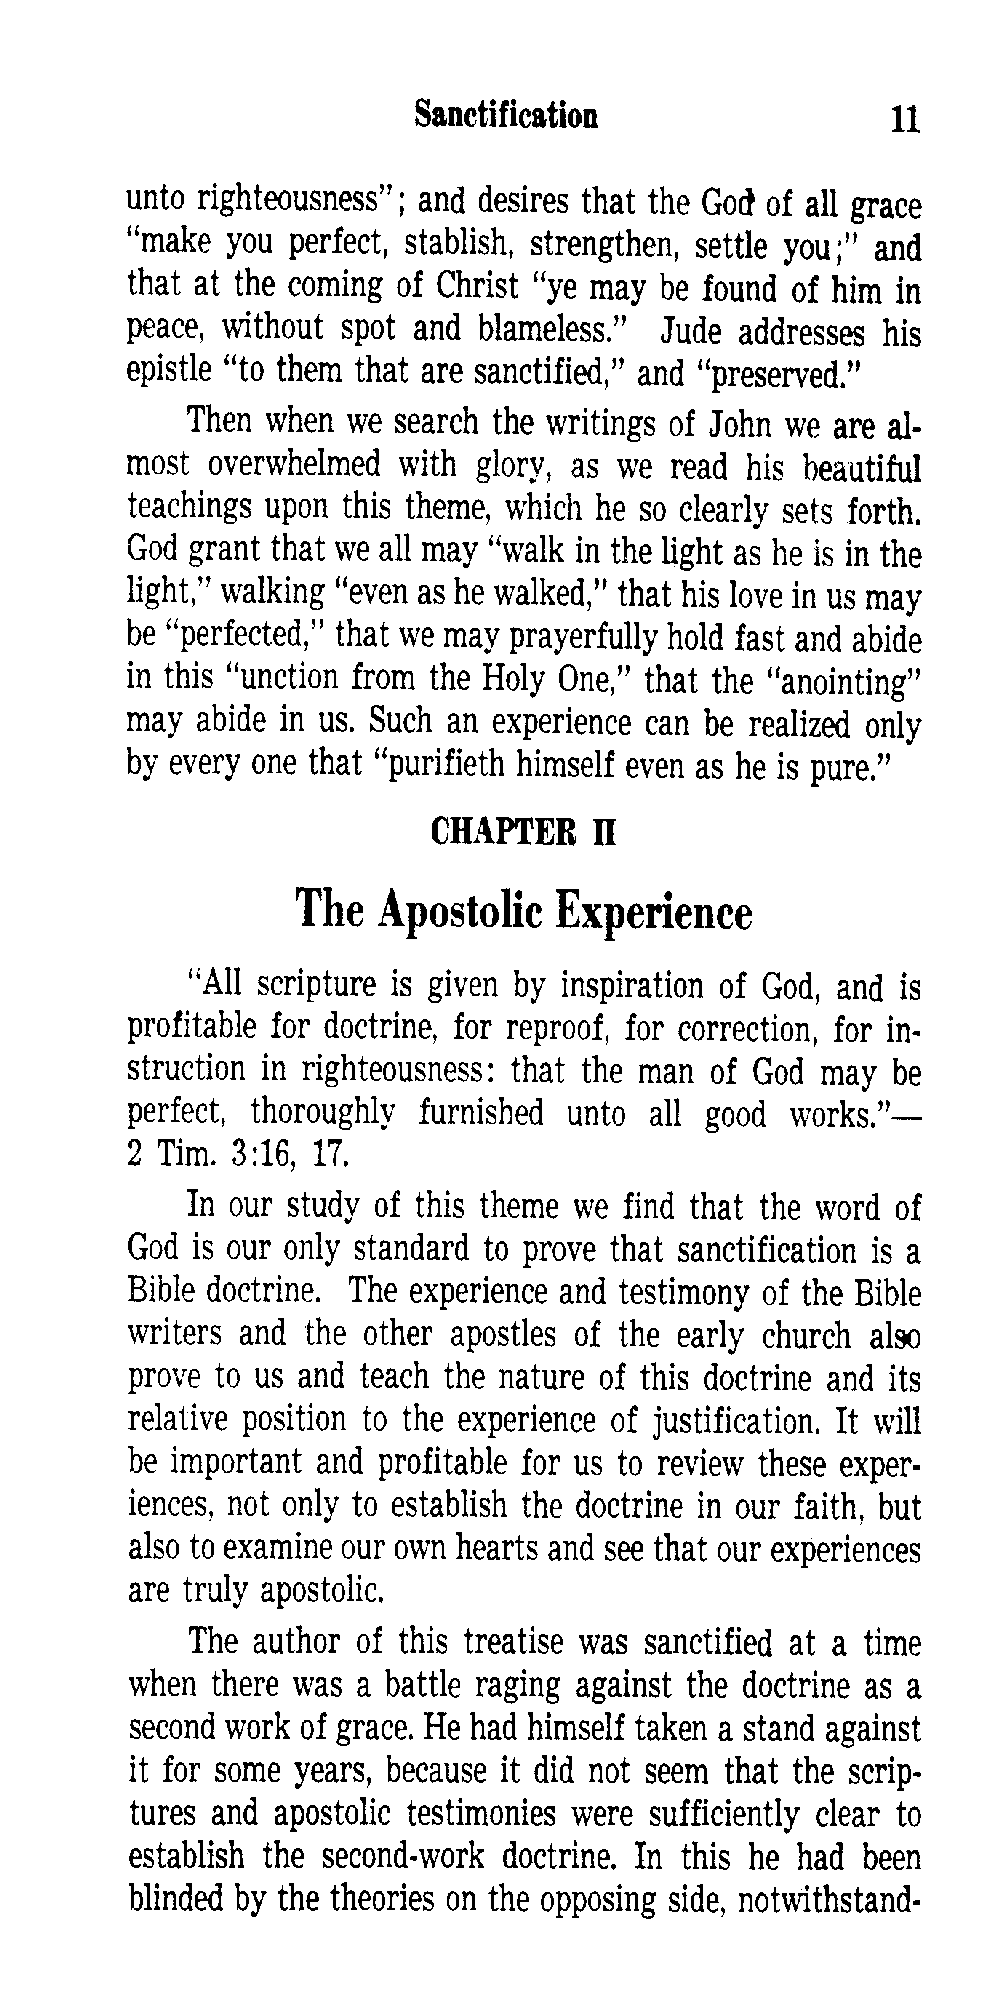 Sanctification 11
unto righteousness"; and desires that the God of all grace
"make you perfect, stablish, strengthen, settle you;" and
that at the coming of Christ "ye may be found of him in
peace, without spot and blameless." Jude addresses his
epistle "to them that are sanctified," and "preserved."
Then when we search the writings of John we are al-
most overwhelmed with glory, as we read his beautiful
teachings upon this theme, which he so clearly sets forth.
God grant that we all may "walk in the light as he is in the
light," walking "even as he walked," that his love in us may
be "perfected," that we may prayerfully hold fast and abide
in this "unction from the Holy One," that the "anointing"
may abide in us. Such an experience can be realized only
by every one that "purifieth himself even as he is pure."
CHAPTER II
The Apostolic Experience
"All scripture is given by inspiration of God, and is
profitable for doctrine, for reproof, for correction, for in-
struction in righteousness: that the man of God may be
perfect, thoroughly furnished unto all good works."—
2 Tim. 3:16, 17.
In our study of this theme we find that the word of
God is our only standard to prove that sanctification is a
Bible doctrine. The experience and testimony of the Bible
writers and the other apostles of the early church also
prove to us and teach the nature of this doctrine and its
relative position to the experience of justification. It will
be important and profitable for us to review these exper-
iences, not only to establish the doctrine in our faith, but
also to examine our own hearts and see that our experiences
are truly apostolic.
The author of this treatise was sanctified at a time
when there was a battle raging against the doctrine as a
second work of grace. He had himself taken a stand against
it for some years, because it did not seem that the scrip-
tures and apostolic testimonies were sufficiently clear to
establish the second-work doctrine. In this he had been
blinded by the theories on the opposing side, notwithstand-